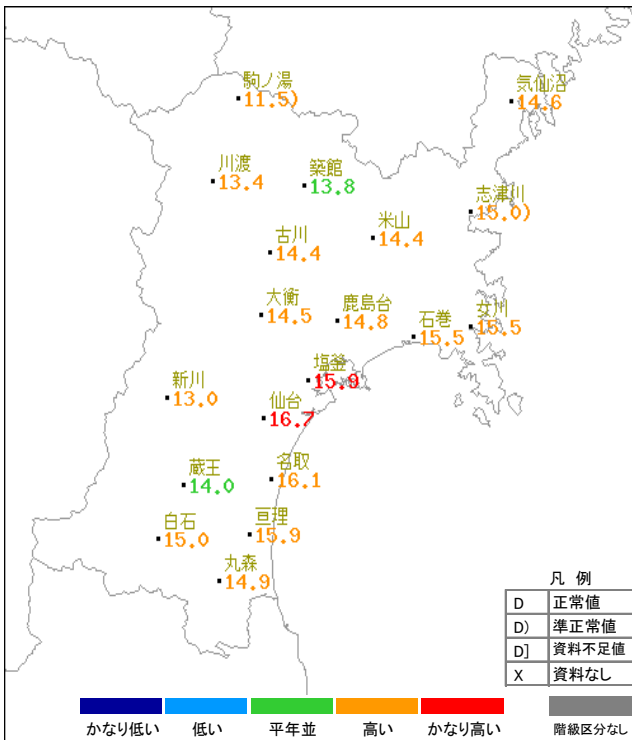 駒ノ湯
11.5)
気仙沼
14.6
川渡
13.4
築館
13.8
志津川
15.0)
米山
14.4
古川
14.4
大衡
14.5
鹿島台
14.8
石巻
15.5
女川
15.5
塩釜
15.9
新川
13.0
仙台
16.7
蔵王
14.0
名取
16.1
白石
15.0
亘理
15.9
丸森
14.9
凡 例
D 正常値
D) 準正常値
D] 資料不足値
X 資料なし
かなり低い 低い 平年並 高い かなり高い 階級区分なし